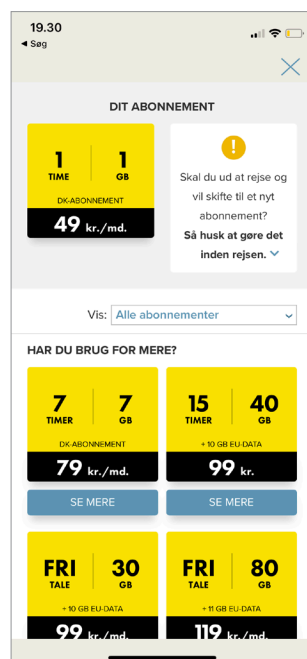 19.30
Søg
DIT ABONNEMENT
1 TIME
1 GB
DK-ABONNEMENT
49 kr./md.
!
Skal du ud at rejse og
vil skifte til et nyt
abonnement?
Så husk at gøre det
inden rejsen.
Vis: Alle abonnementer
HAR DU BRUG FOR MERE?
7 TIMER
7 GB
DK-ABONNEMENT
79 kr./md.
SE MERE
15 TIMER
40 GB
+ 10 GB EU-DATA
99 kr.
SE MERE
FRI TALE
30 GB
+ 10 GB EU-DATA
99 kr./md.
FRI TALE
80 GB
+ 11 GB EU-DATA
119 kr./md.